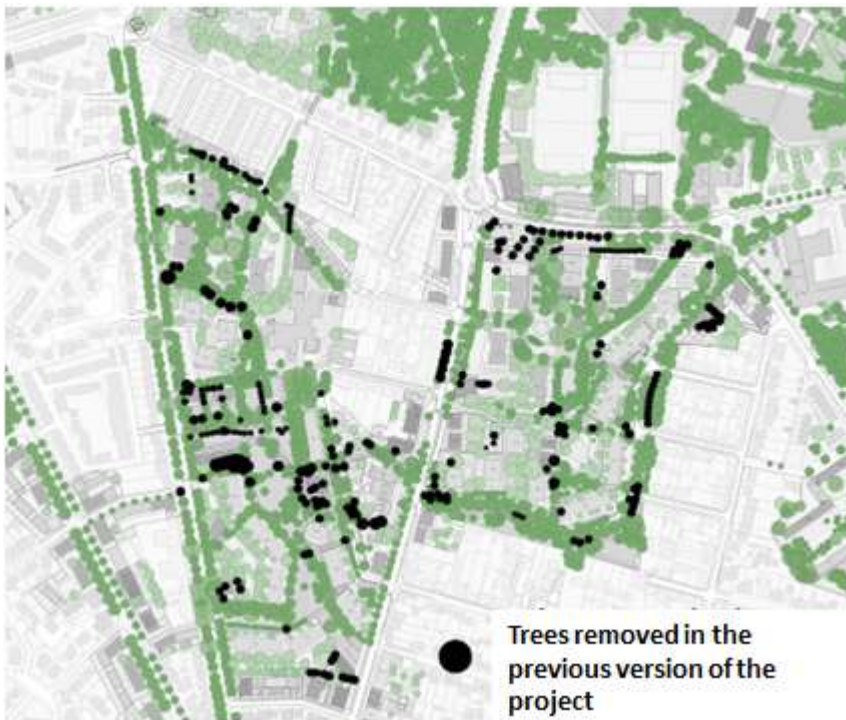 Trees removed in the
previous version of the
project